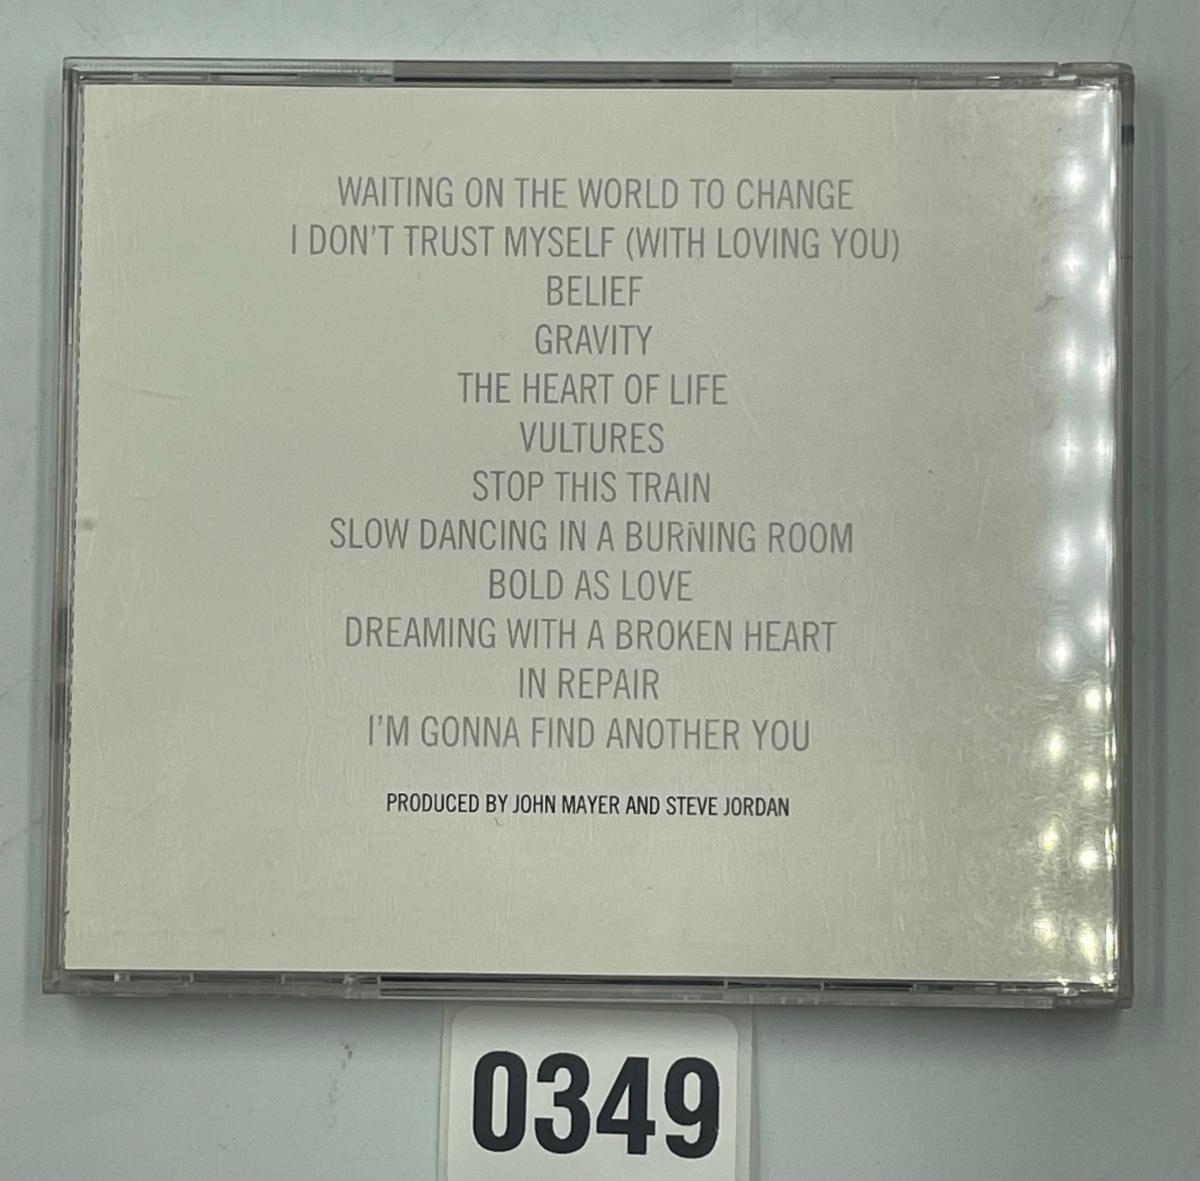 WAITING ON THE WORLD TO CHANGE
I DON'T TRUST MYSELF (WITH LOVING YOU)
BELIEF
GRAVITY
THE HEART OF LIFE
VULTURES
STOP THIS TRAIN
SLOW DANCING IN A BURNING ROOM
BOLD AS LOVE
DREAMING WITH A BROKEN HEART
IN REPAIR
I'M GONNA FIND ANOTHER YOU
PRODUCED BY JOHN MAYER AND STEVE JORDAN
0349